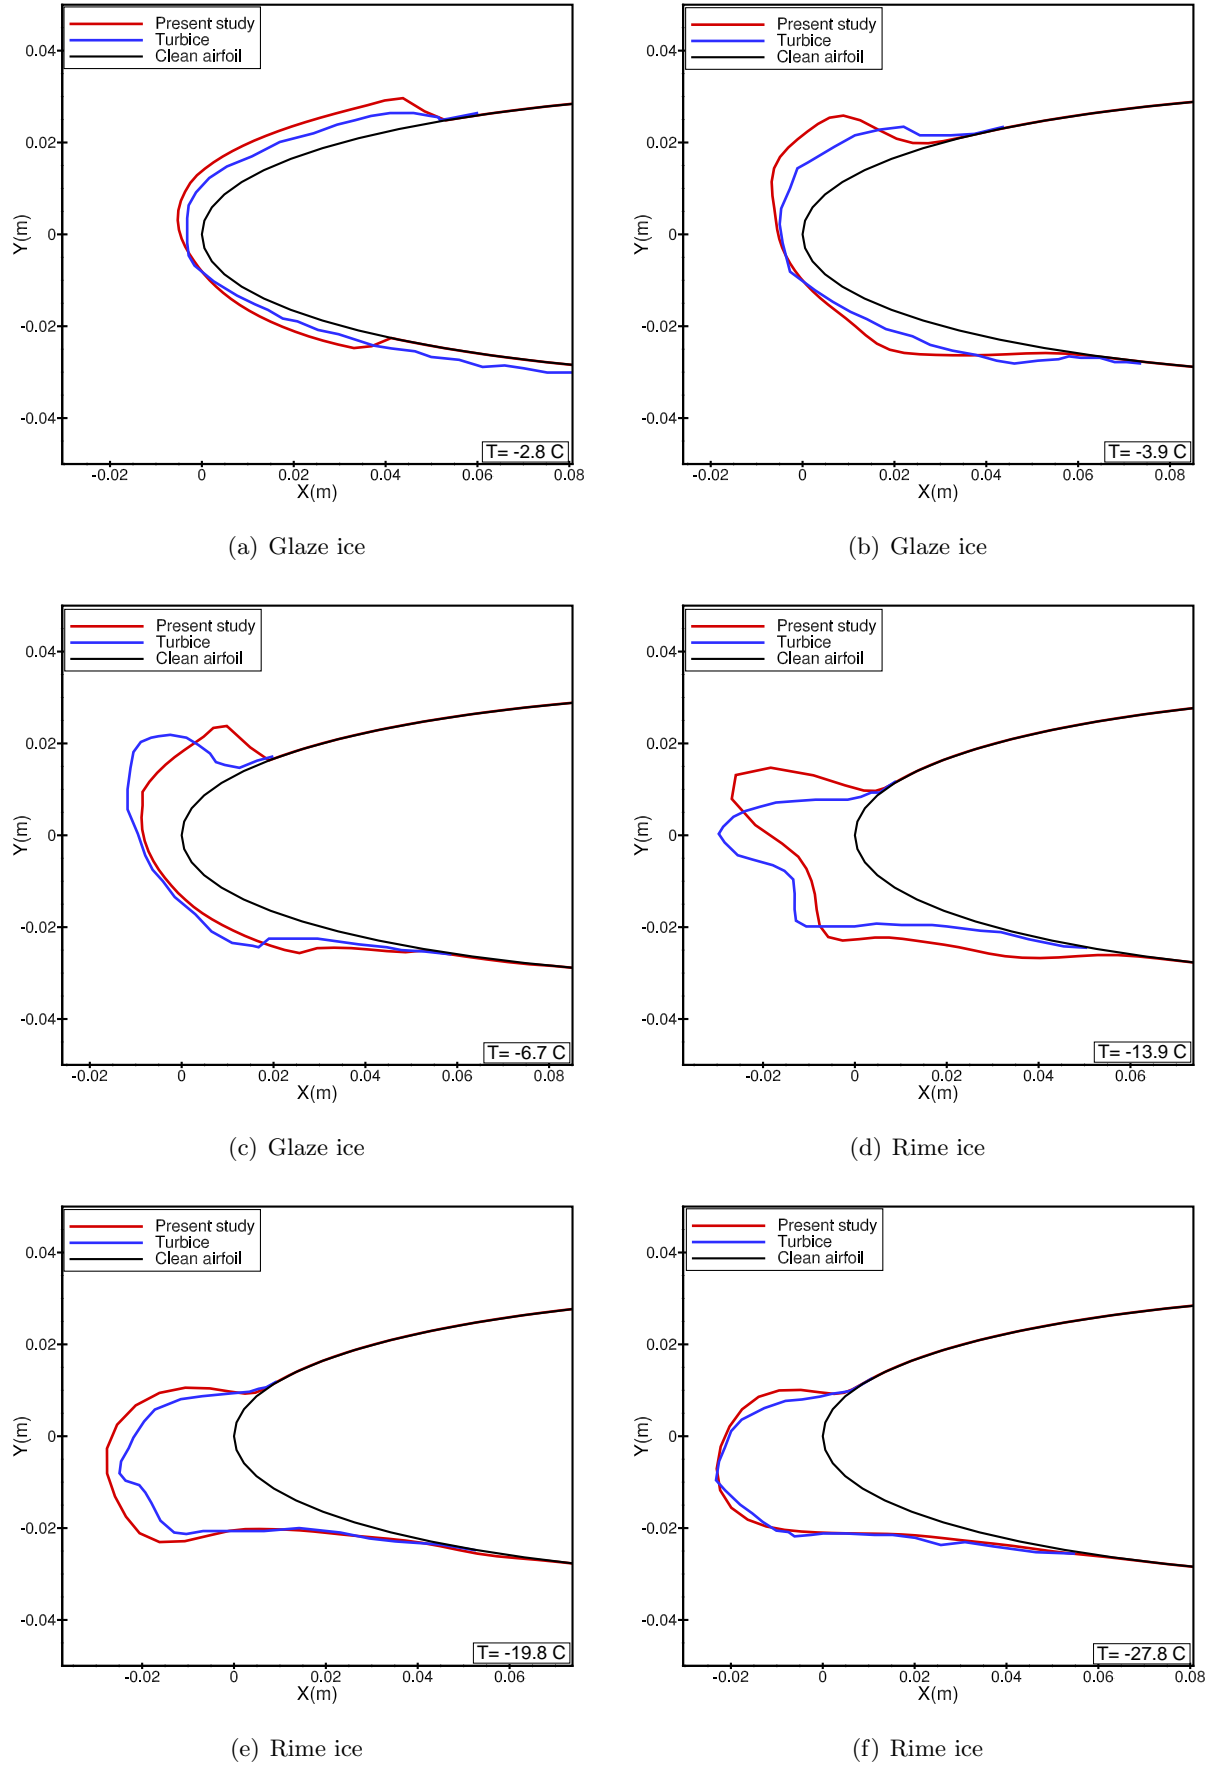 Present study
Turbice
Clean airfoil
0.04
0.02
0
-0.02
-0.04
Y(m)
T= -2.8 C
-0.02 0 0.02 0.04 0.06 0.08
X(m)
(a) Glaze ice
Present study
Turbice
Clean airfoil
0.04
0.02
0
-0.02
-0.04
Y(m)
T= -3.9 C
-0.02 0 0.02 0.04 0.06 0.08
X(m)
(b) Glaze ice
Present study
Turbice
Clean airfoil
0.04
0.02
0
-0.02
-0.04
Y(m)
T= -6.7 C
-0.02 0 0.02 0.04 0.06 0.08
X(m)
(c) Glaze ice
Present study
Turbice
Clean airfoil
0.04
0.02
0
-0.02
-0.04
Y(m)
T= -13.9 C
-0.02 0 0.02 0.04 0.06
X(m)
(d) Rime ice
Present study
Turbice
Clean airfoil
0.04
0.02
0
-0.02
-0.04
Y(m)
T= -19.8 C
-0.02 0 0.02 0.04 0.06
X(m)
(e) Rime ice
Present study
Turbice
Clean airfoil
0.04
0.02
0
-0.02
-0.04
Y(m)
T= -27.8 C
-0.02 0 0.02 0.04 0.06 0.08
X(m)
(f) Rime ice